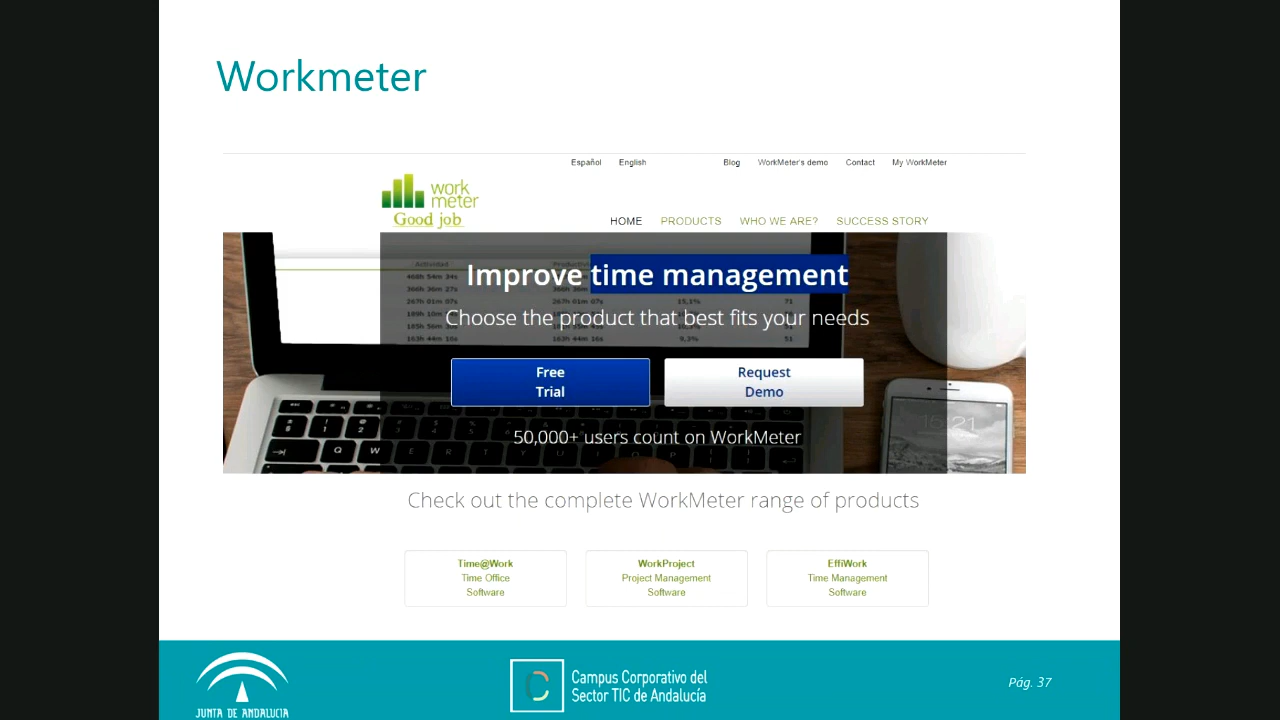 Workmeter
Español English Blog WorkMeter's demo Contact My WorkMeter
work
meter
Good job
HOME PRODUCTS WHO WE ARE? SUCCESS STORY
Actividad
Improve time management
Choose the product that best fits your needs
Free
Trial
Request
Demo
50,000+ users count on WorkMeter
Check out the complete WorkMeter range of products
Time@Work
Time Office
Software
WorkProject
Project Management
Software
EffiWork
Time Management
Software
JUNTA DE ANDALUCIA
Campus Corporativo del
Sector TIC de Andalucía
Pág. 37